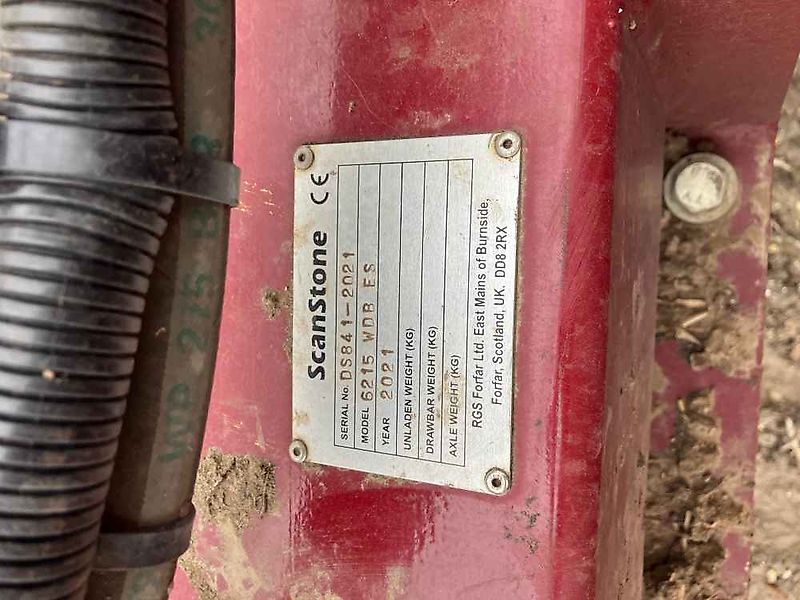 ScanStone CE
SERIAL No. DS841-2021
MODEL 6215 WDB ES
YEAR 2021
UNLADEN WEIGHT (KG)
DRAWBAR WEIGHT (KG)
AXLE WEIGHT (KG)
RGS Forfar Ltd. East Mains of Burnside,
Forfar, Scotland, UK. DD8 2RX